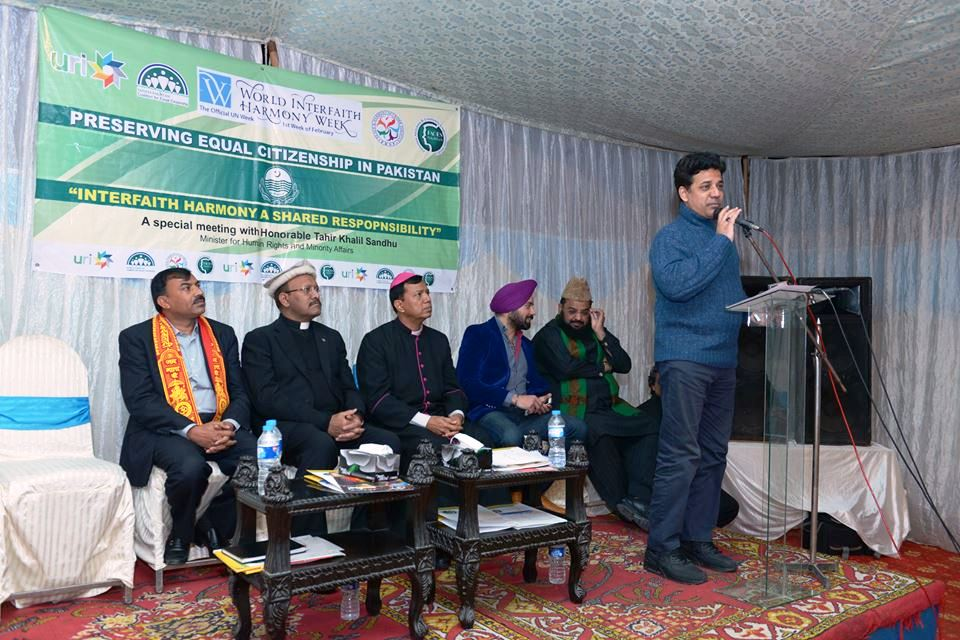 uri
WORLD INTERFAITH
HARMONY WEEK
The Official UN Week 1st Week of February
FACES
PRESERVING EQUAL CITIZENSHIP IN PAKISTAN
"INTERFAITH HARMONY A SHARED RESPOPNSIBILITY"
A special meeting with Honorable Tahir Khalil Sandhu
Minister for Human Rights And Minority Affairs
uri
uri
uri